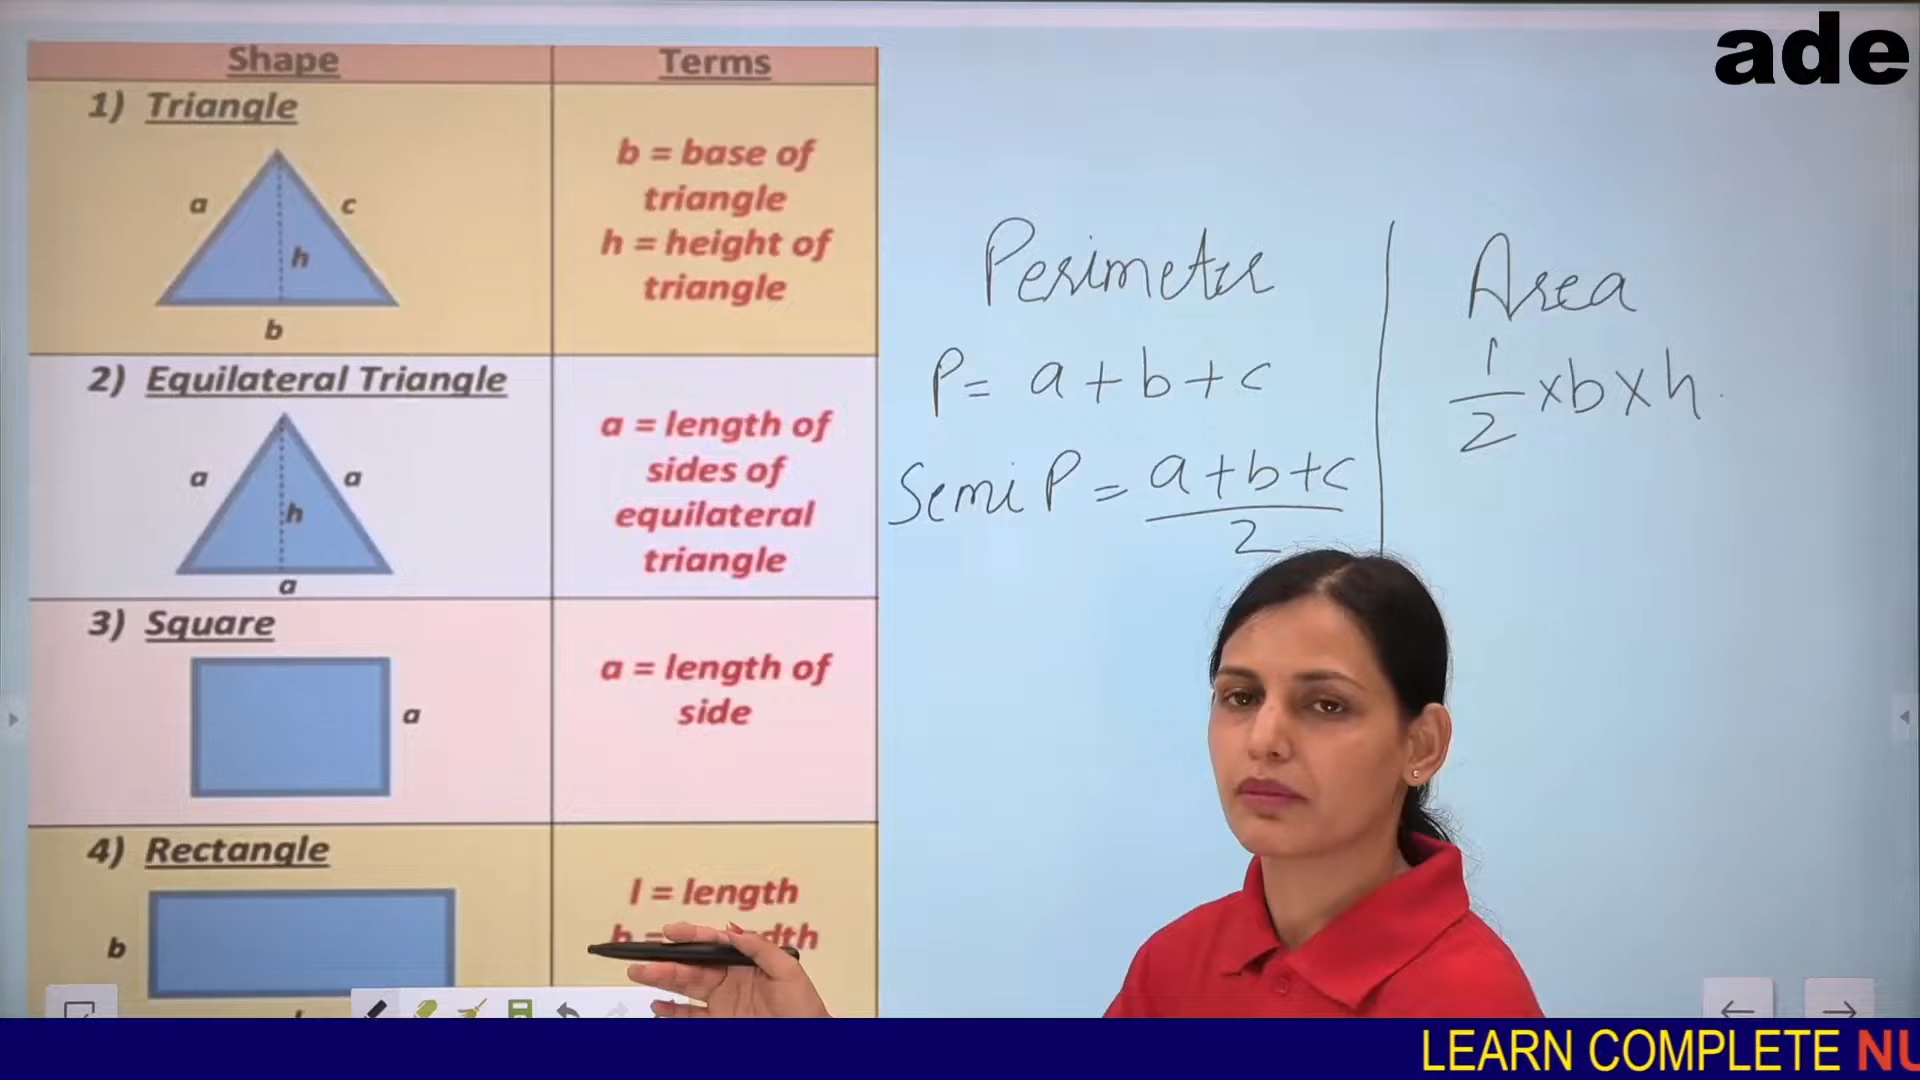 ade
Shape
Terms
1) Triangle
a
c
h
b
b = base of
triangle
h = height of
triangle
2) Equilateral Triangle
a
a
h
a
a = length of
sides of
equilateral
triangle
3) Square
a
a = length of
side
4) Rectangle
b
l = length
b =
Perimeter
P = a + b + c
Semi P = a + b + c
2
Area
1
2 × b × h
LEARN COMPLETE NU